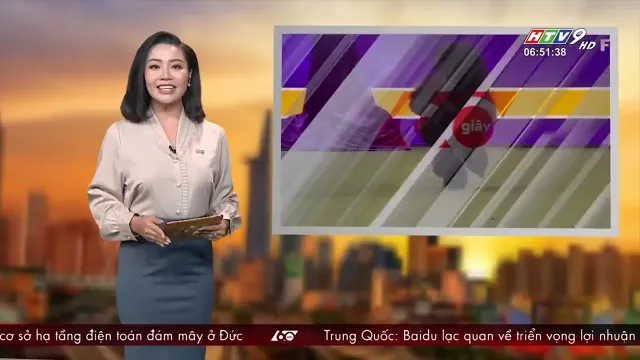 HTV9 HD
06:51:38
F
giây
cơ sở hạ tầng điện toán đám mây ở Đức 60 Trung Quốc: Baidu lạc quan về triển vọng lợi nhuận